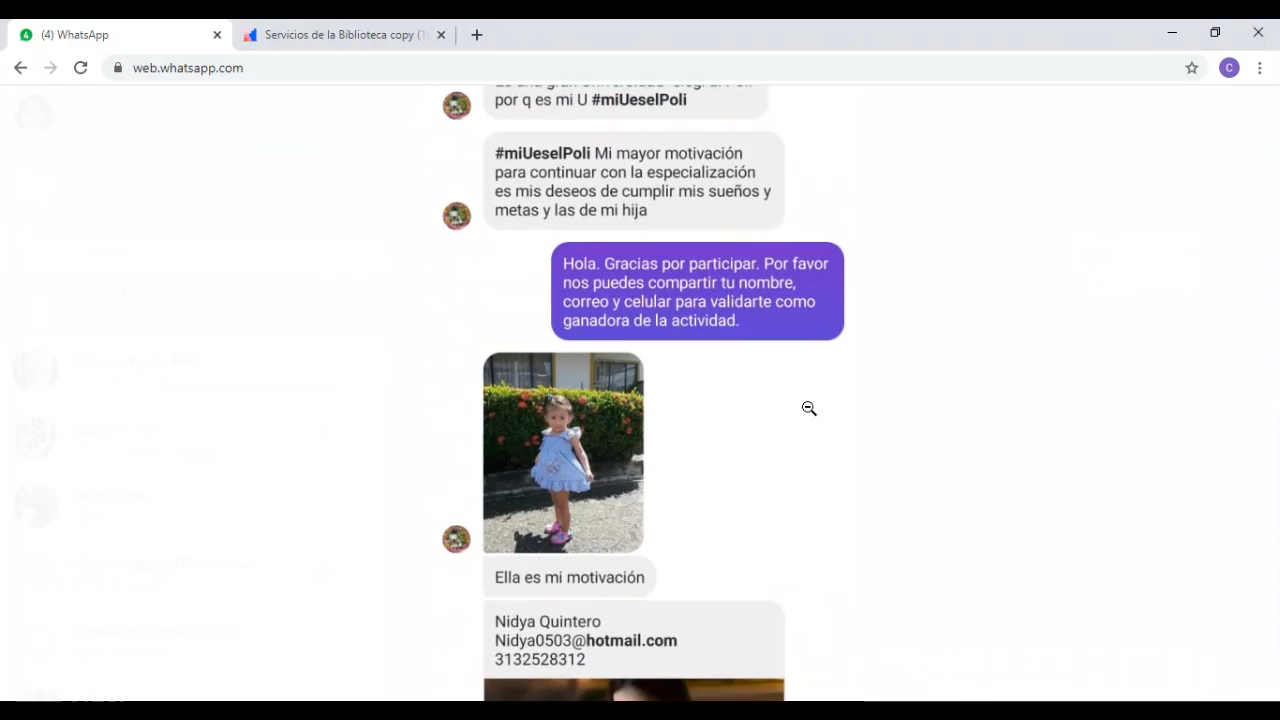 (4) WhatsApp
Servicios de la Biblioteca copy (1
web.whatsapp.com
C
por q es mi U #miUeselPoli
#miUeselPoli Mi mayor motivación
para continuar con la especialización
es mis deseos de cumplir mis sueños y
metas y las de mi hija
Hola. Gracias por participar. Por favor
nos puedes compartir tu nombre,
correo y celular para validarte como
ganadora de la actividad.
Ella es mi motivación
Nidya Quintero
Nidya0503@hotmail.com
3132528312